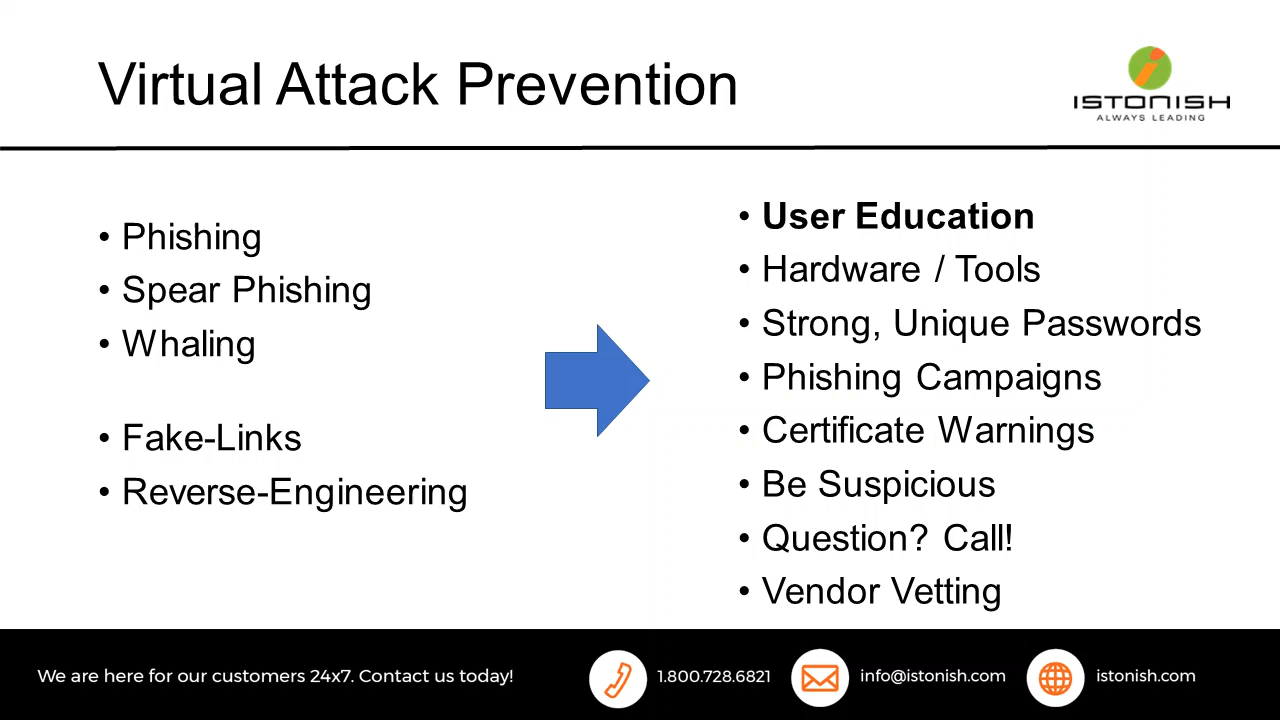 Virtual Attack Prevention
ISTONISH
ALWAYS LEADING
• Phishing
• Spear Phishing
• Whaling
• Fake-Links
• Reverse-Engineering
• User Education
• Hardware / Tools
• Strong, Unique Passwords
• Phishing Campaigns
• Certificate Warnings
• Be Suspicious
• Question? Call!
• Vendor Vetting
We are here for our customers 24x7. Contact us today!
1.800.728.6821
info@istonish.com
istonish.com